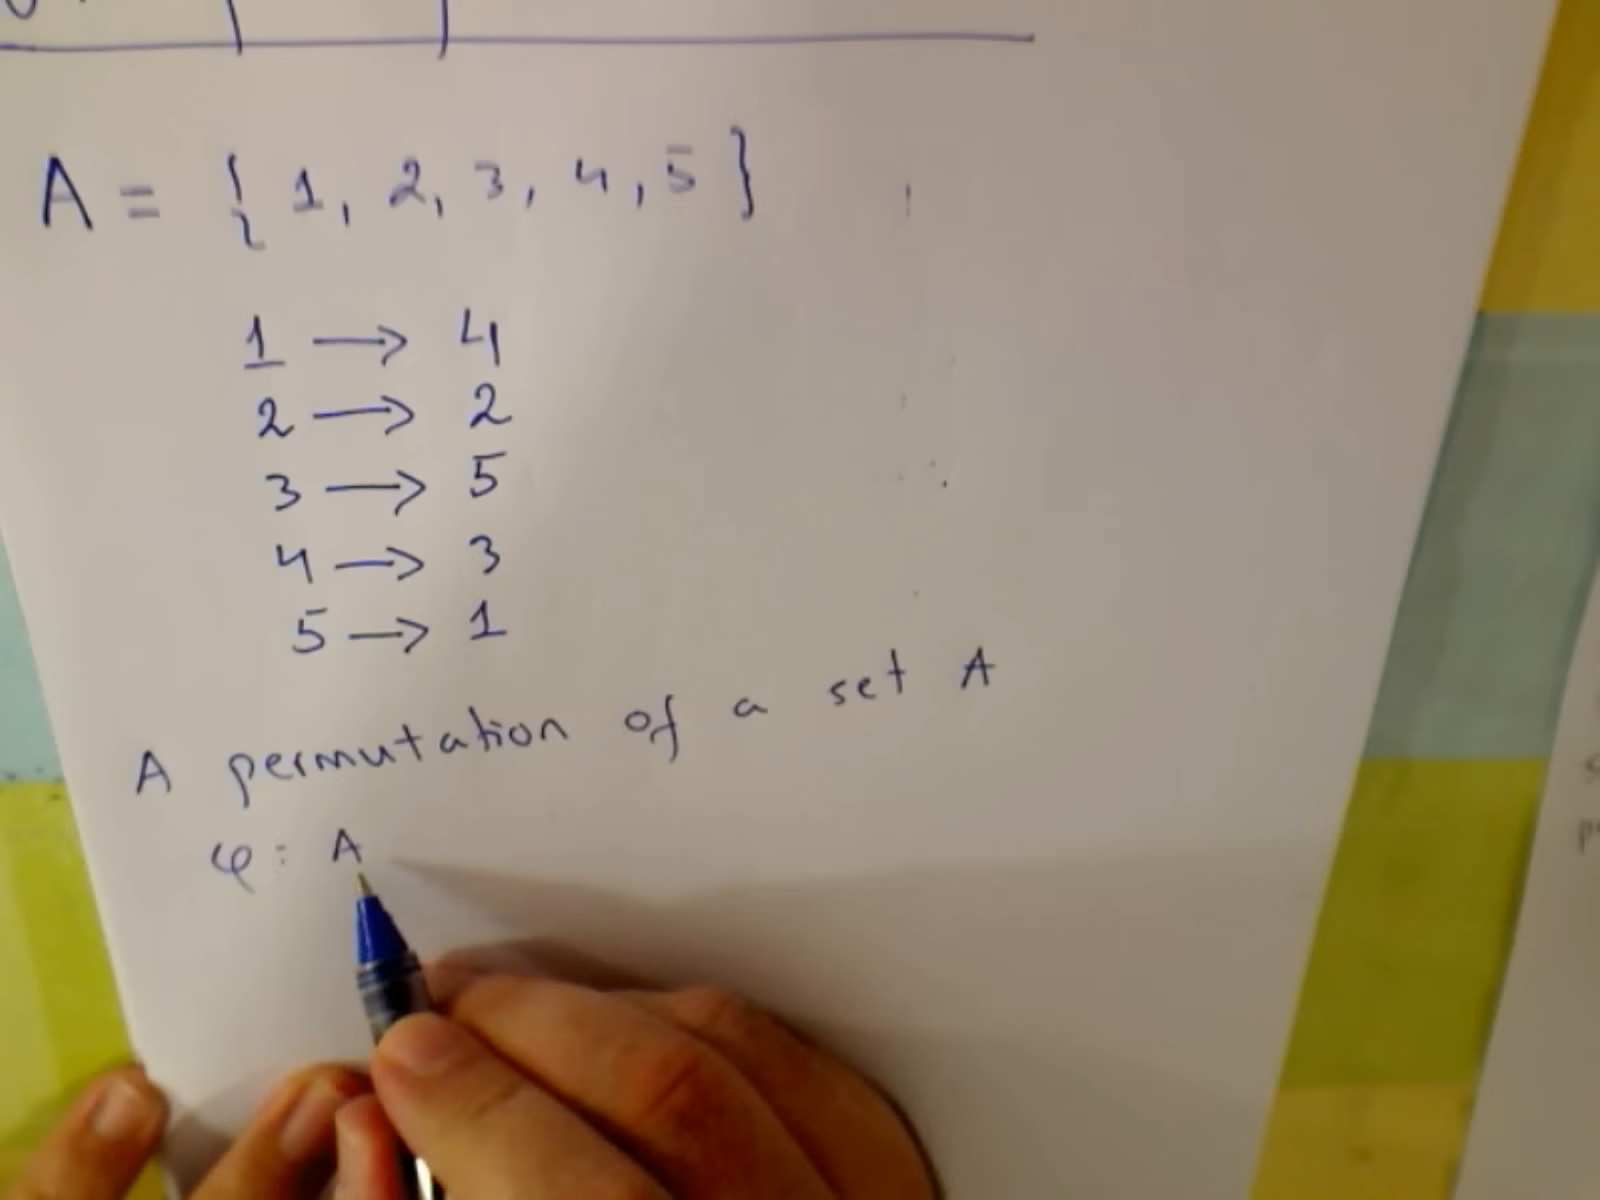 A = { 1, 2, 3, 4, 5 }
1 → 4
2 → 2
3 → 5
4 → 3
5 → 1
A permutation of a set A
φ: A